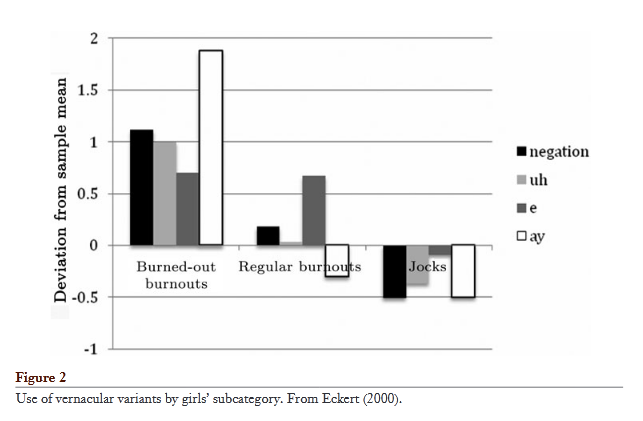 2
1.5
1
0.5
0
-0.5
-1
Deviation from sample mean
Burned-out
burnouts
Regular burnouts
Jocks
negation
uh
e
ay
Figure 2
Use of vernacular variants by girls' subcategory. From Eckert (2000).